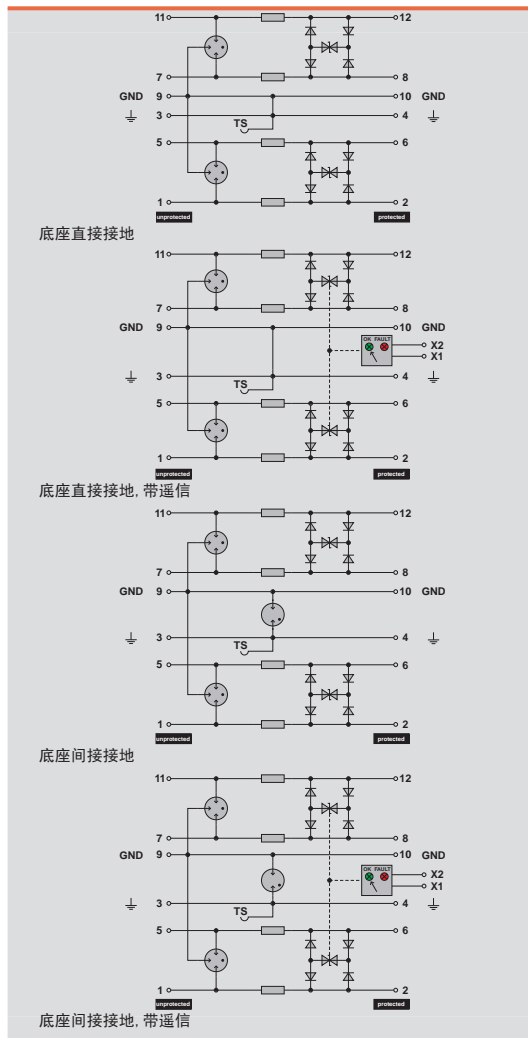 11 12
7 8
GND 9 10 GND
3 4
TS
5 6
1 2
unprotected protected
底座直接接地
11 12
7 8
GND 9 10 GND
OK FAULT
X2
X1
3 4
TS
5 6
1 2
unprotected protected
底座直接接地, 带遥信
11 12
7 8
GND 9 10 GND
3 4
TS
5 6
1 2
unprotected protected
底座间接接地
11 12
7 8
GND 9 10 GND
OK FAULT
X2
X1
3 4
TS
5 6
1 2
unprotected protected
底座间接接地, 带遥信